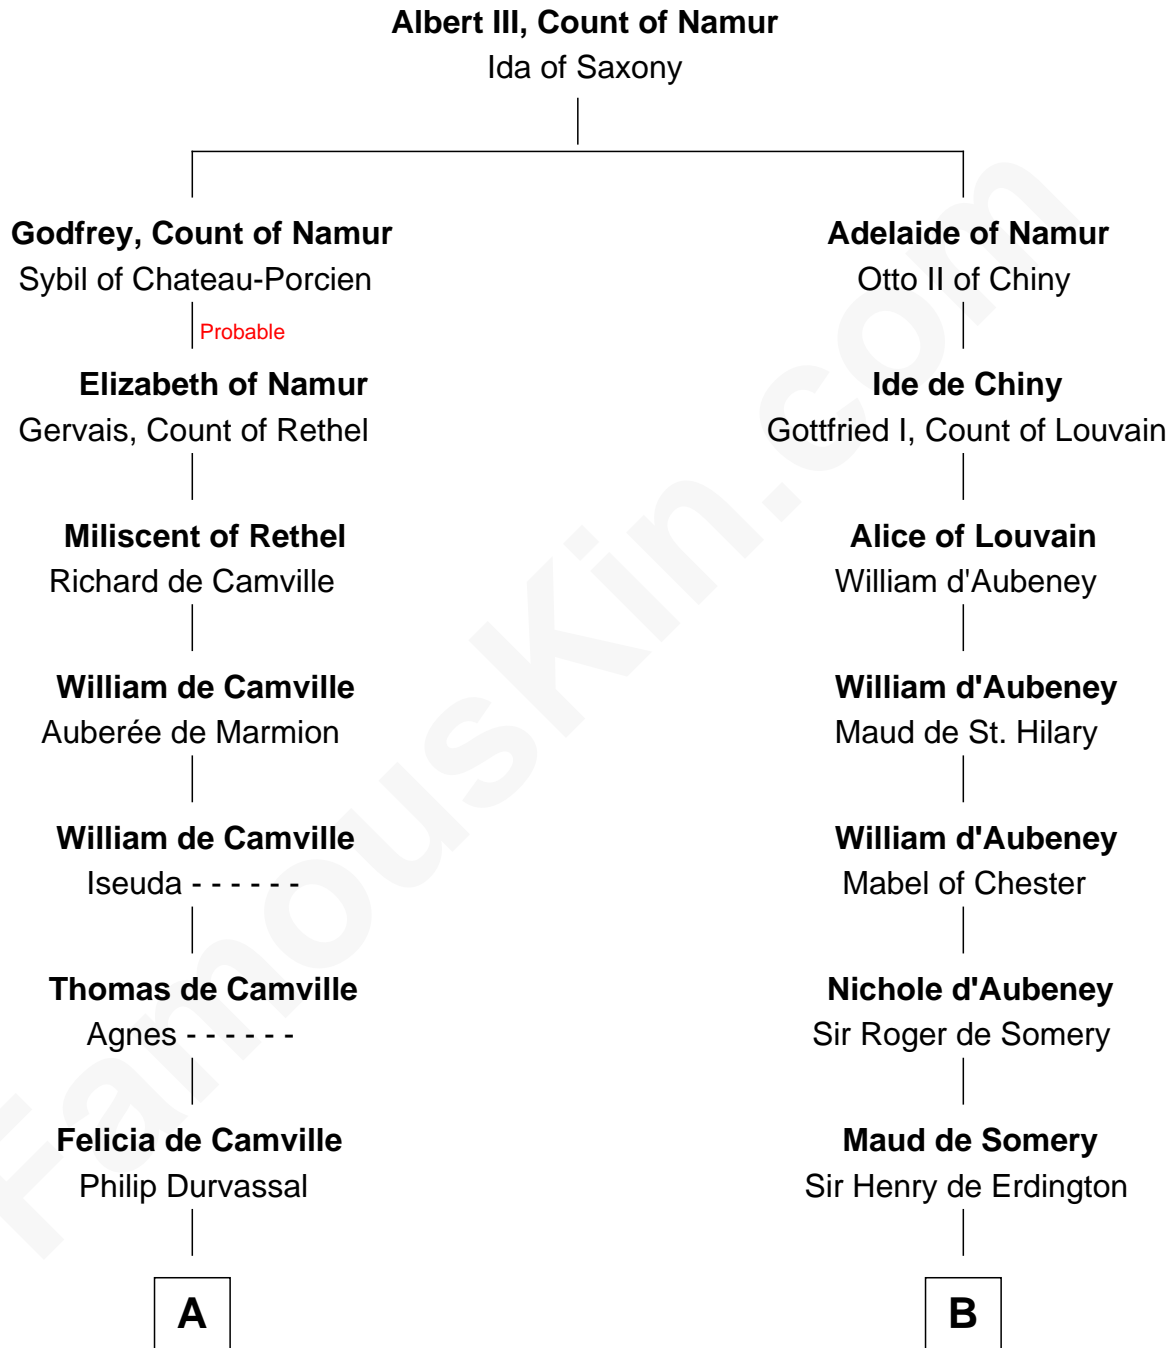 Albert III, Count of Namur
Ida of Saxony
Godfrey, Count of Namur
Sybil of Chateau-Porcien
Probable
Elizabeth of Namur
Gervais, Count of Rethel
Miliscent of Rethel
Richard de Camville
William de Camville
Auberée de Marmion
William de Camville
Iseuda - - - - - -
Thomas de Camville
Agnes - - - - - -
Felicia de Camville
Philip Durvassal
A
Adelaide of Namur
Otto II of Chiny
Ide de Chiny
Gottfried I, Count of Louvain
Alice of Louvain
William d'Aubeney
William d'Aubeney
Maud de St. Hilary
William d'Aubeney
Mabel of Chester
Nichole d'Aubeney
Sir Roger de Somery
Maud de Somery
Sir Henry de Erdington
B
FamousKin.com